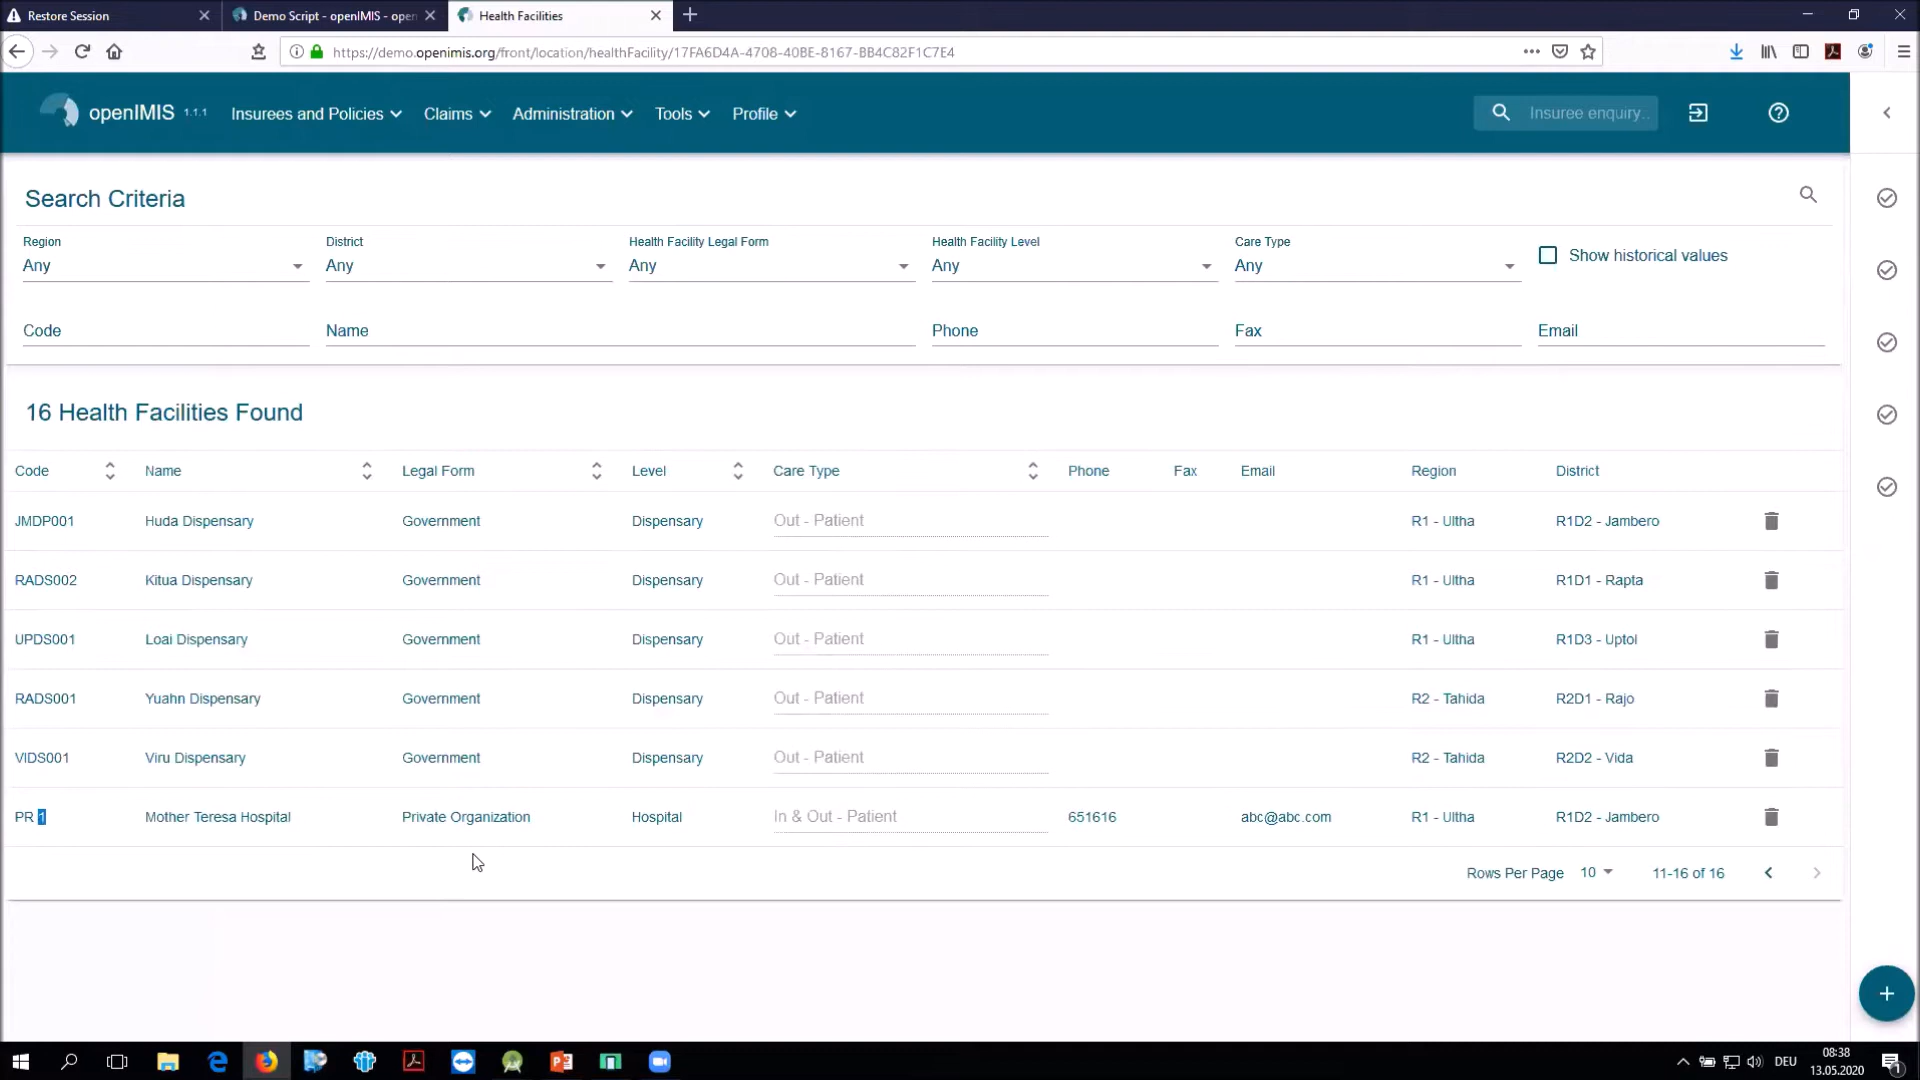 Restore Session
Demo Script - openIMIS - open
Health Facilities
https://demo.openimis.org/front/location/healthFacility/17FA6D4A-4708-40BE-8167-BB4C82F1C7E4
openIMIS 1.1.1 Insurees and Policies Claims Administration Tools Profile Insuree enquiry..
Search Criteria
Region District Health Facility Legal Form Health Facility Level Care Type
Any Any Any Any Any Show historical values
Code Name Phone Fax Email
16 Health Facilities Found
Code Name Legal Form Level Care Type Phone Fax Email Region District
JMDP001 Huda Dispensary Government Dispensary Out - Patient R1 - Ultha R1D2 - Jambero
RADS002 Kitua Dispensary Government Dispensary Out - Patient R1 - Ultha R1D1 - Rapta
UPDS001 Loai Dispensary Government Dispensary Out - Patient R1 - Ultha R1D3 - Uptol
RADS001 Yuahn Dispensary Government Dispensary Out - Patient R2 - Tahida R2D1 - Rajo
VIDS001 Viru Dispensary Government Dispensary Out - Patient R2 - Tahida R2D2 - Vida
PR 1 Mother Teresa Hospital Private Organization Hospital In & Out - Patient 651616 abc@abc.com R1 - Ultha R1D2 - Jambero
Rows Per Page 10 11-16 of 16
DEU 08:38
13.05.2020
1